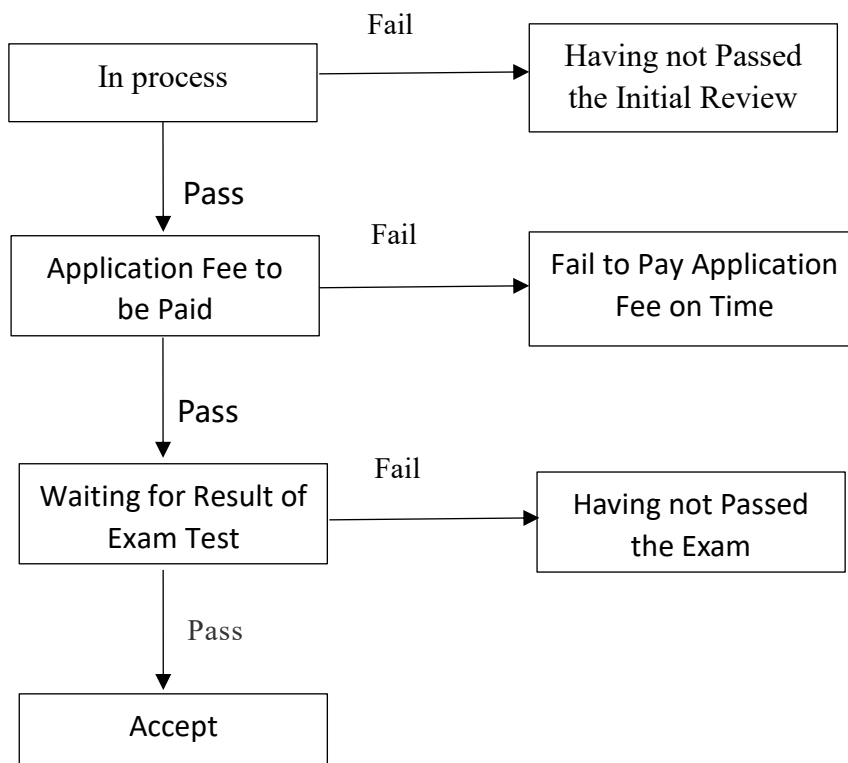 Fail
In process
Having not Passed
the Initial Review
Pass
Fail
Application Fee to
be Paid
Fail to Pay Application
Fee on Time
Pass
Fail
Waiting for Result of
Exam Test
Having not Passed
the Exam
Pass
Accept